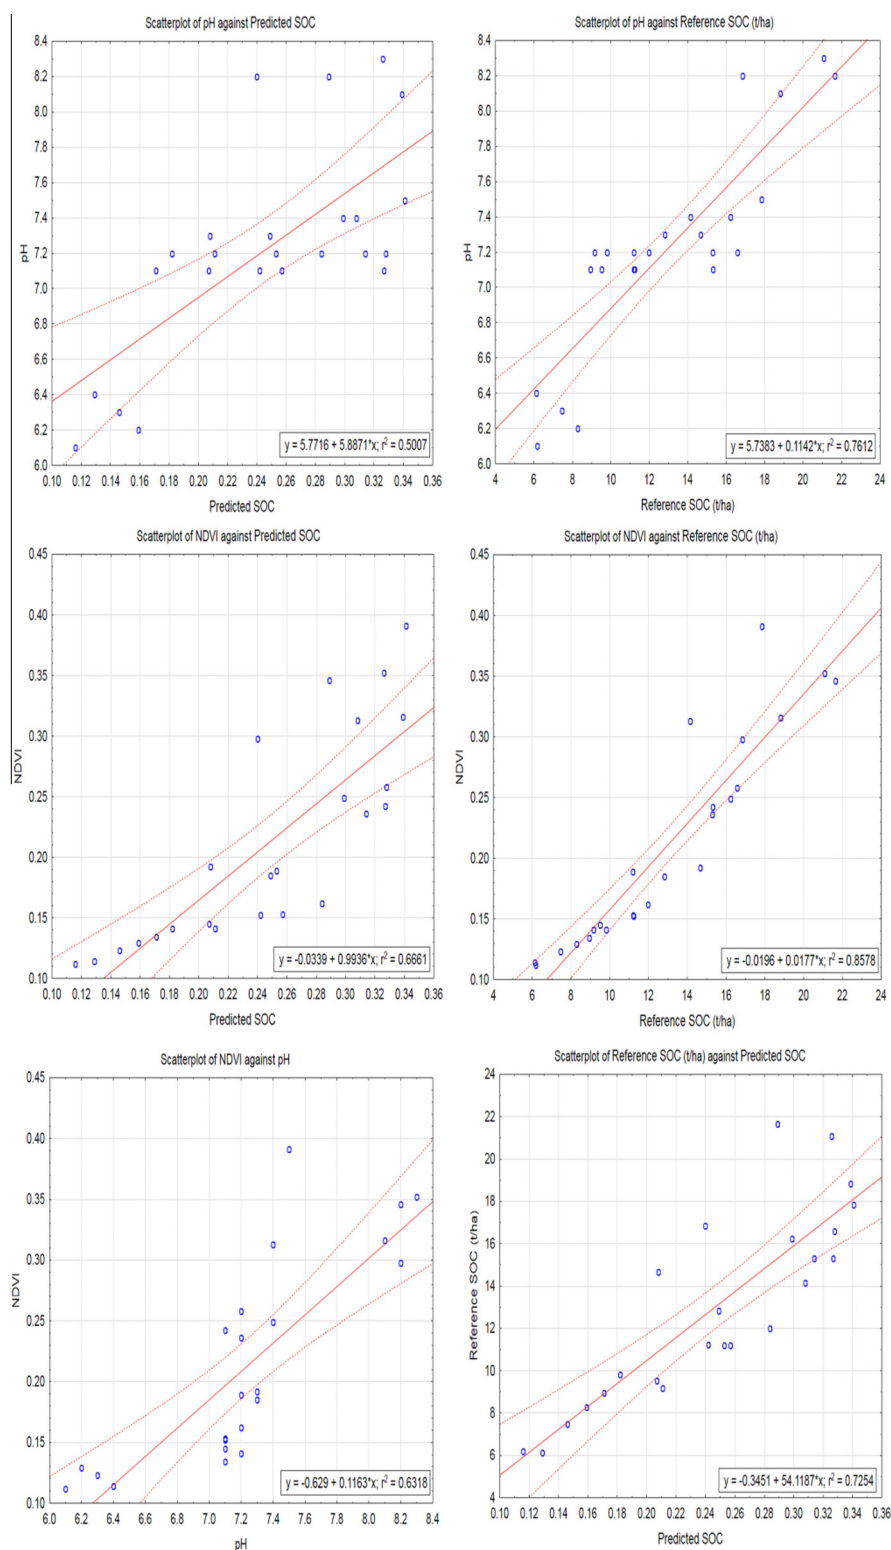 Scatterplot of pH against Predicted SOC
8.4
8.2
8.0
7.8
7.6
7.4
7.2
7.0
6.8
6.6
6.4
6.2
6.0
pH
y = 5.7716 + 5.8871*x; r² = 0.5007
0.10 0.12 0.14 0.16 0.18 0.20 0.22 0.24 0.26 0.28 0.30 0.32 0.34 0.36
Predicted SOC
Scatterplot of pH against Reference SOC (t/ha)
8.4
8.2
8.0
7.8
7.6
7.4
7.2
7.0
6.8
6.6
6.4
6.2
6.0
pH
y = 5.7383 + 0.1142*x; r² = 0.7612
4 6 8 10 12 14 16 18 20 22 24
Reference SOC (t/ha)
Scatterplot of NDVI against Predicted SOC
0.45
0.40
0.35
0.30
0.25
0.20
0.15
0.10
NDVI
y = -0.0339 + 0.9936*x; r² = 0.6661
0.10 0.12 0.14 0.16 0.18 0.20 0.22 0.24 0.26 0.28 0.30 0.32 0.34 0.36
Predicted SOC
Scatterplot of NDVI against Reference SOC (t/ha)
0.45
0.40
0.35
0.30
0.25
0.20
0.15
0.10
NDVI
y = -0.0196 + 0.0177*x; r² = 0.8578
4 6 8 10 12 14 16 18 20 22 24
Reference SOC (t/ha)
Scatterplot of NDVI against pH
0.45
0.40
0.35
0.30
0.25
0.20
0.15
0.10
NDVI
y = -0.629 + 0.1163*x; r² = 0.6318
6.0 6.2 6.4 6.6 6.8 7.0 7.2 7.4 7.6 7.8 8.0 8.2 8.4
pH
Scatterplot of Reference SOC (t/ha) against Predicted SOC
24
22
20
18
16
14
12
10
8
6
4
Reference SOC (t/ha)
y = -0.3451 + 54.1187*x; r² = 0.7254
0.10 0.12 0.14 0.16 0.18 0.20 0.22 0.24 0.26 0.28 0.30 0.32 0.34 0.36
Predicted SOC